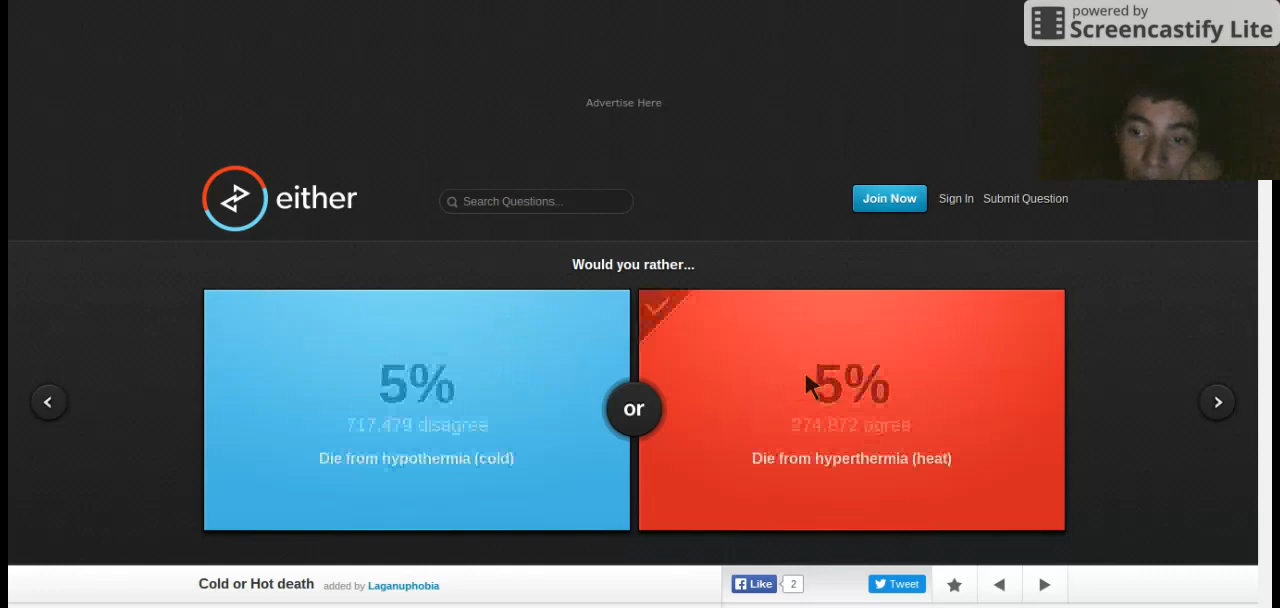 powered by
Screencastify Lite
Advertise Here
either
Search Questions...
Join Now
Sign In
Submit Question
Would you rather...
5%
717,479 disagree
Die from hypothermia (cold)
or
5%
274,872 agree
Die from hyperthermia (heat)
Cold or Hot death added by Laganuphobia
Like
2
Tweet